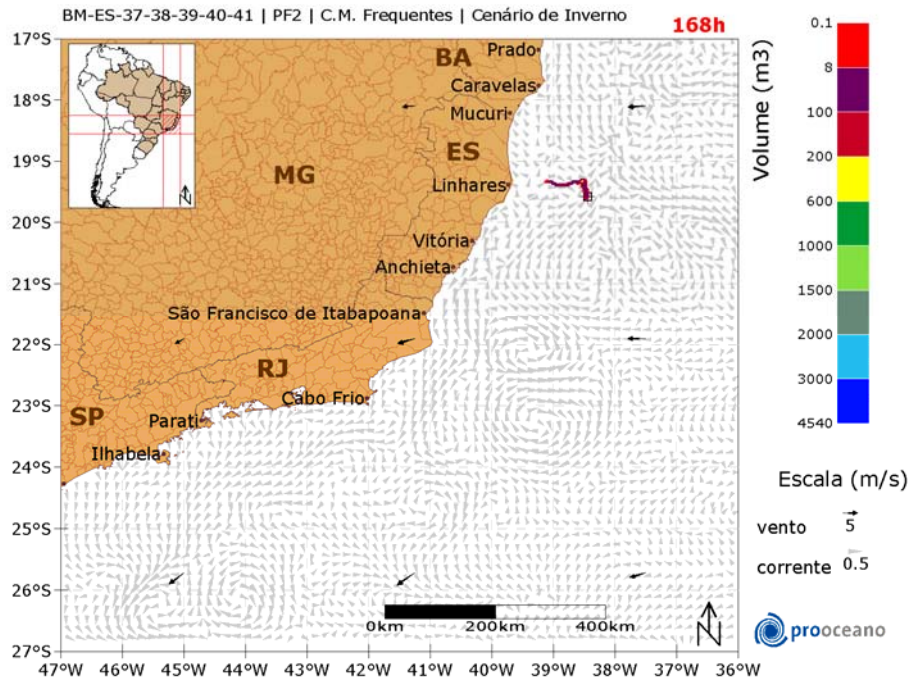 BM-ES-37-38-39-40-41 | PF2 | C.M. Frequentes | Cenário de Inverno
168h
17°S
18°S
19°S
20°S
21°S
22°S
23°S
24°S
25°S
26°S
27°S
BA
Prado
Caravelas
Mucuri
ES
MG
Linhares
Vitória
Anchieta
São Francisco de Itabapoana
RJ
Cabo Frio
SP
Parati
Ilhabela
N
N
0km
200km
400km
47°W
46°W
45°W
44°W
43°W
42°W
41°W
40°W
39°W
38°W
37°W
36°W
Volume (m3)
0.1
8
100
200
600
1000
1500
2000
3000
4540
Escala (m/s)
vento
5
corrente
0.5
prooceano